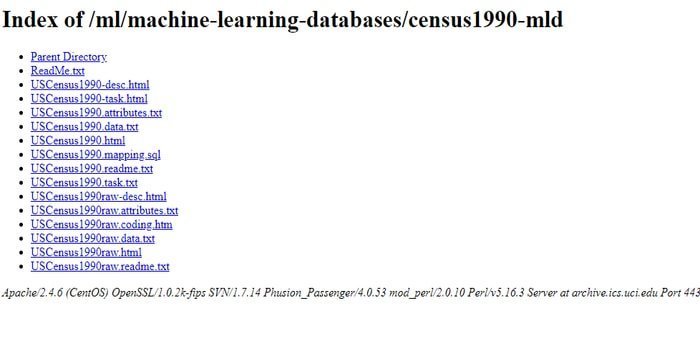 Index of /ml/machine-learning-databases/census1990-mld
Parent Directory
ReadMe.txt
USCensus1990-desc.html
USCensus1990-task.html
USCensus1990.attributes.txt
USCensus1990.data.txt
USCensus1990.html
USCensus1990.mapping.sql
USCensus1990.readme.txt
USCensus1990.task.txt
USCensus1990raw-desc.html
USCensus1990raw.attributes.txt
USCensus1990raw.coding.htm
USCensus1990raw.data.txt
USCensus1990raw.html
USCensus1990raw.readme.txt
Apache/2.4.6 (CentOS) OpenSSL/1.0.2k-fips SVN/1.7.14 Phusion_Passenger/4.0.53 mod_perl/2.0.10 Perl/v5.16.3 Server at archive.ics.uci.edu Port 443